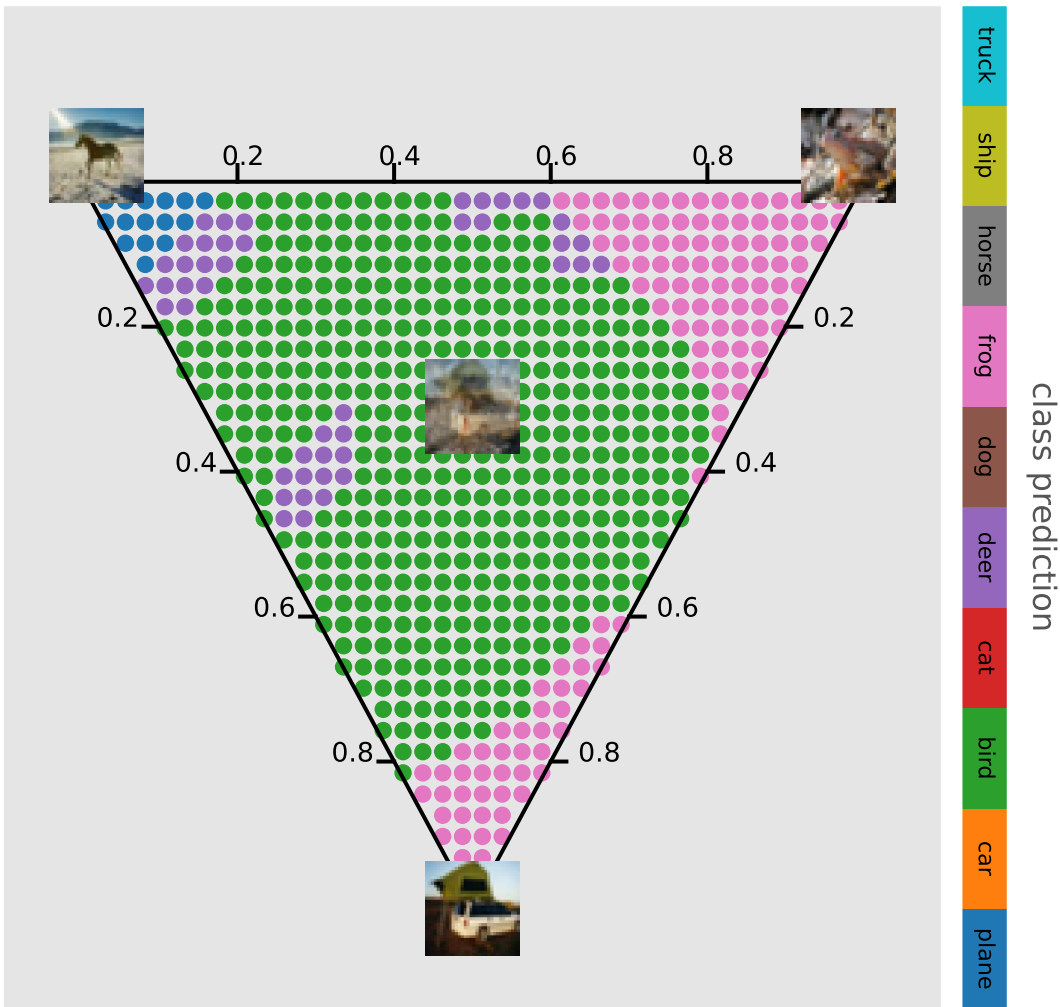 0.2 0.4 0.6 0.8
0.2 0.2
0.4 0.4
0.6 0.6
0.8 0.8
truck
ship
horse
frog
dog
deer
cat
bird
car
plane
class prediction